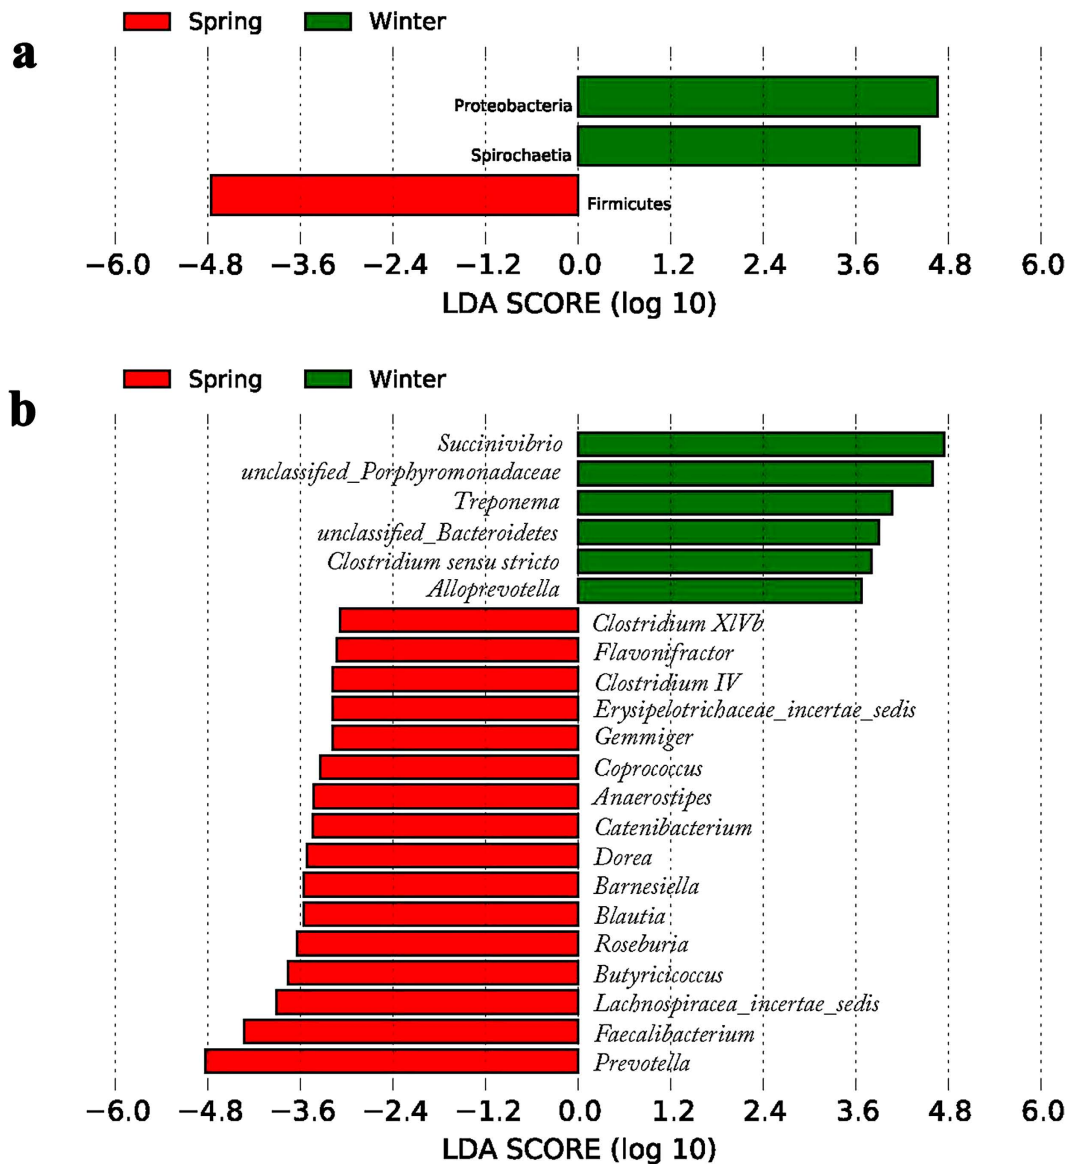 Spring Winter
a
Proteobacteria
Spirochaetia
Firmicutes
−6.0 −4.8 −3.6 −2.4 −1.2 0.0 1.2 2.4 3.6 4.8 6.0
LDA SCORE (log 10)
Spring Winter
b
Succinivibrio
unclassified_Porphyromonadaceae
Treponema
unclassified_Bacteroidetes
Clostridium sensu stricto
Alloprevotella
Clostridium XlVb
Flavonifractor
Clostridium IV
Erysipelotrichaceae_incertae_sedis
Gemmiger
Coprococcus
Anaerostipes
Catenibacterium
Dorea
Barnesiella
Blautia
Roseburia
Butyricicoccus
Lachnospiracea_incertae_sedis
Faecalibacterium
Prevotella
−6.0 −4.8 −3.6 −2.4 −1.2 0.0 1.2 2.4 3.6 4.8 6.0
LDA SCORE (log 10)